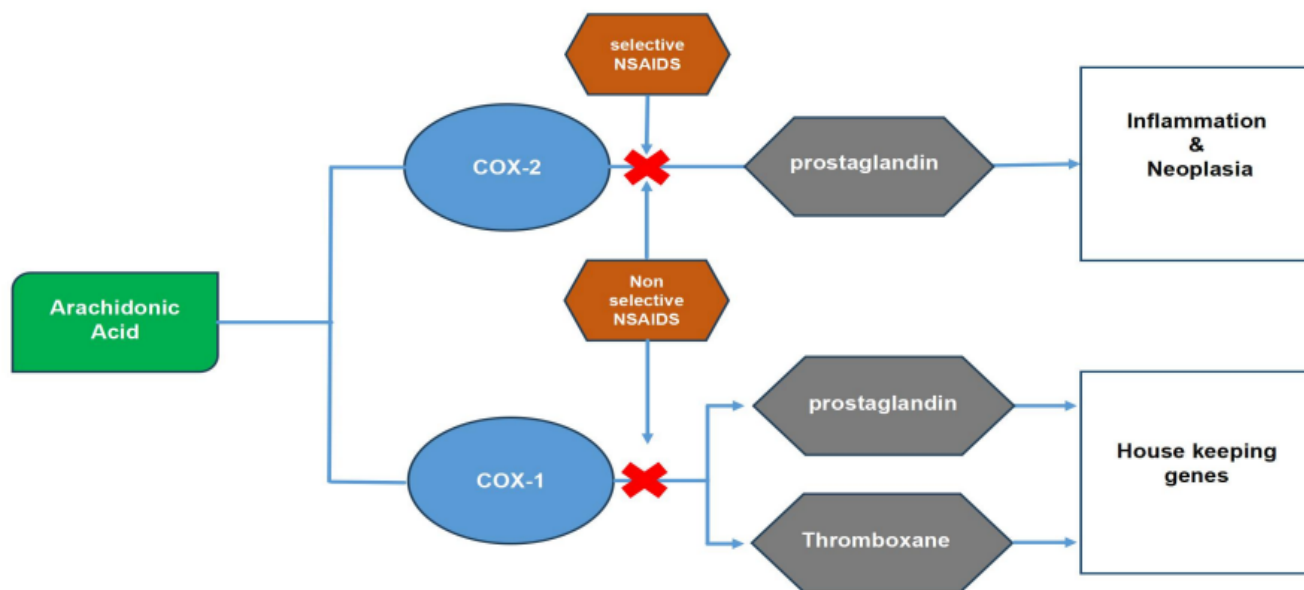 selective
NSAIDS
COX-2
prostaglandin
Inflammation
&
Neoplasia
Arachidonic
Acid
Non
selective
NSAIDS
COX-1
prostaglandin
Thromboxane
House keeping
genes